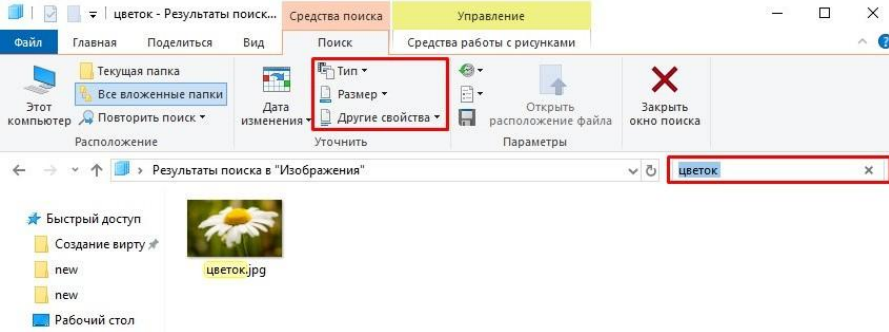 цветок - Результаты поиск...
Средства поиска
Управление
Файл
Главная
Поделиться
Вид
Поиск
Средства работы с рисунками
Этот компьютер
Текущая папка
Все вложенные папки
Повторить поиск
Расположение
Дата изменения
Тип
Размер
Другие свойства
Уточнить
Открыть расположение файла
Параметры
Закрыть окно поиска
Результаты поиска в "Изображения"
цветок
Быстрый доступ
Создание вирту
new
new
Рабочий стол
цветок.jpg